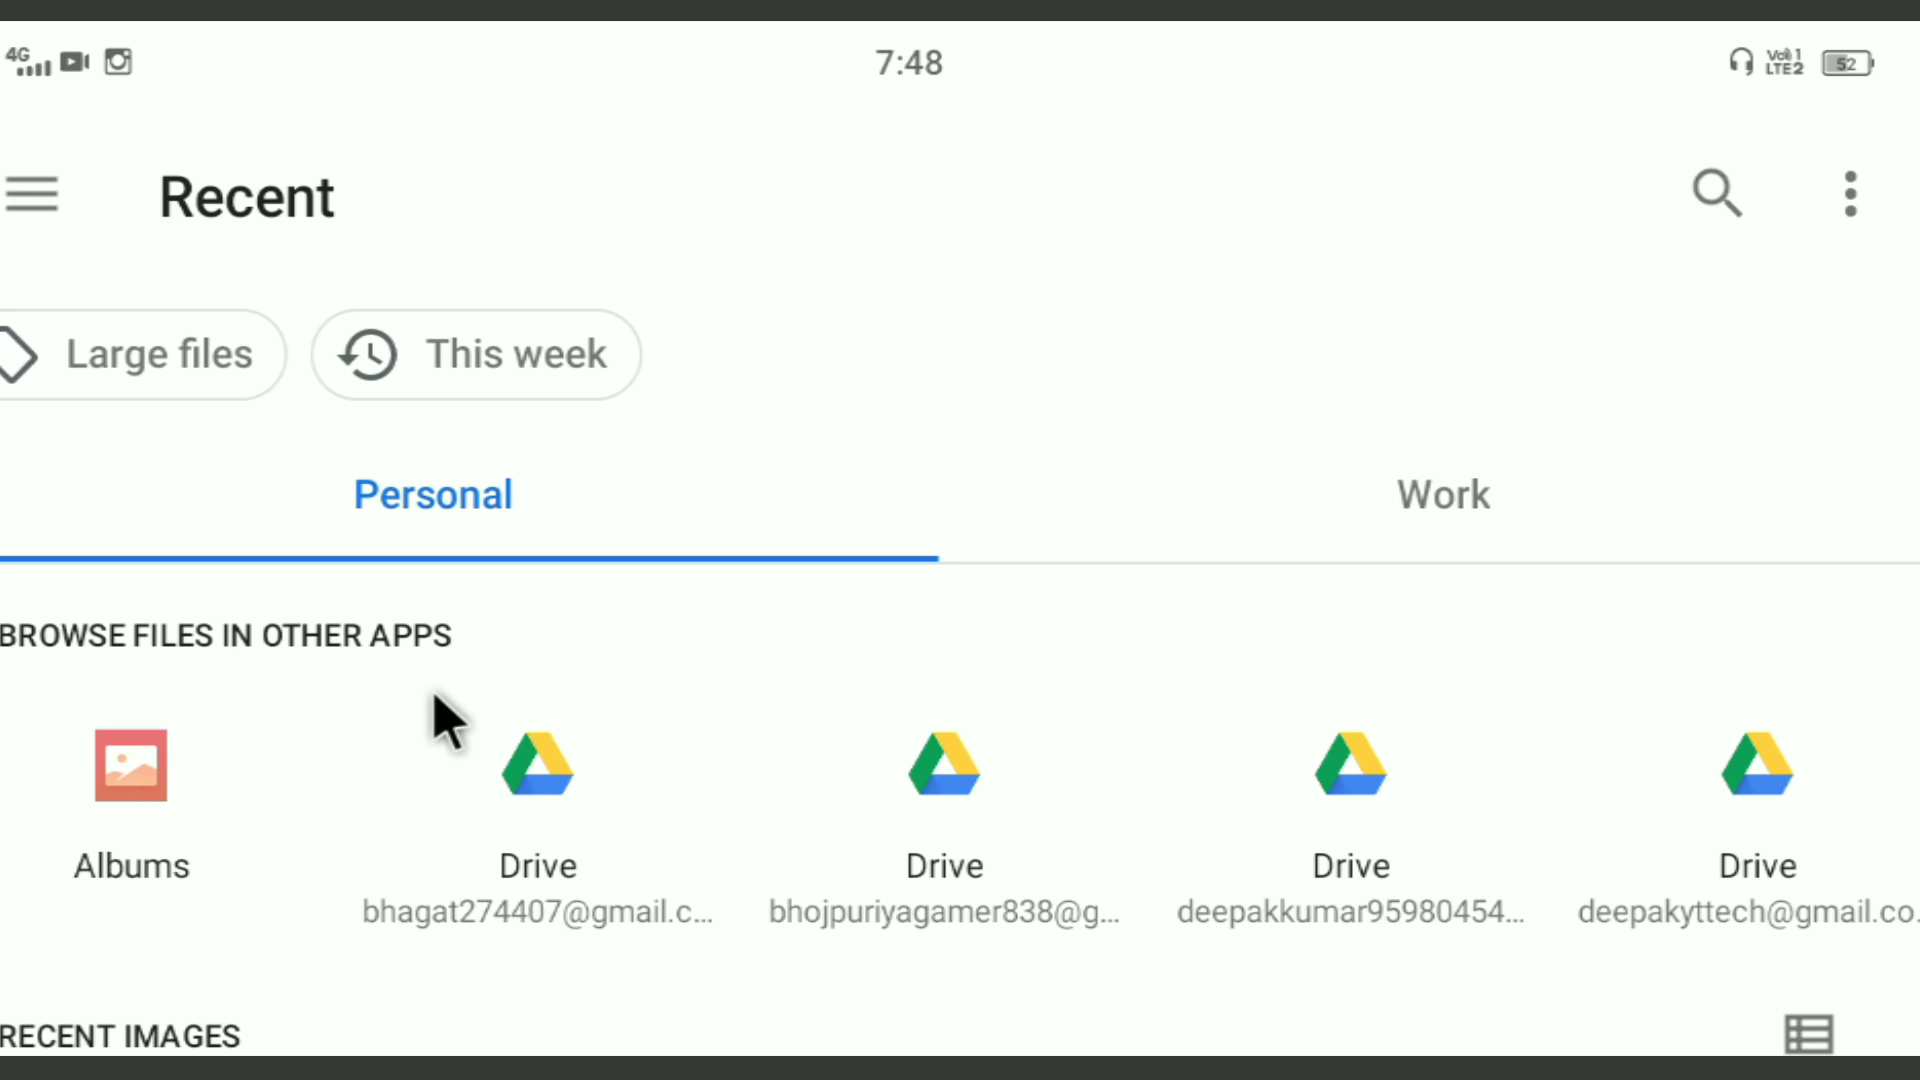 4G 7:48 Vo) 1 LTE2 52
Recent
Large files This week
Personal Work
BROWSE FILES IN OTHER APPS
Albums Drive Drive Drive Drive
bhagat274407@gmail.c... bhojpuriyagamer838@g... deepakkumar95980454... deepakyttech@gmail.co.
RECENT IMAGES